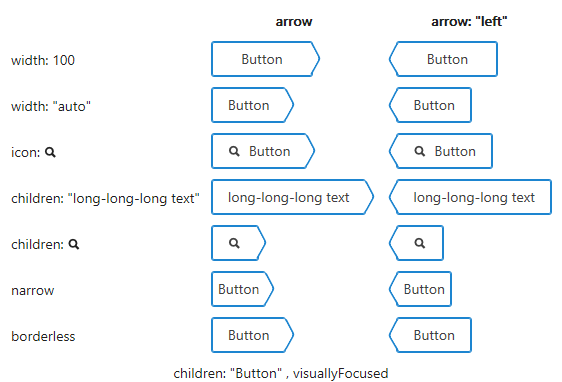 arrow arrow: "left"
width: 100 Button Button
width: "auto" Button Button
icon: Button Button
children: "long-long-long text" long-long-long text long-long-long text
children:
narrow Button Button
borderless Button Button
children: "Button" , visuallyFocused